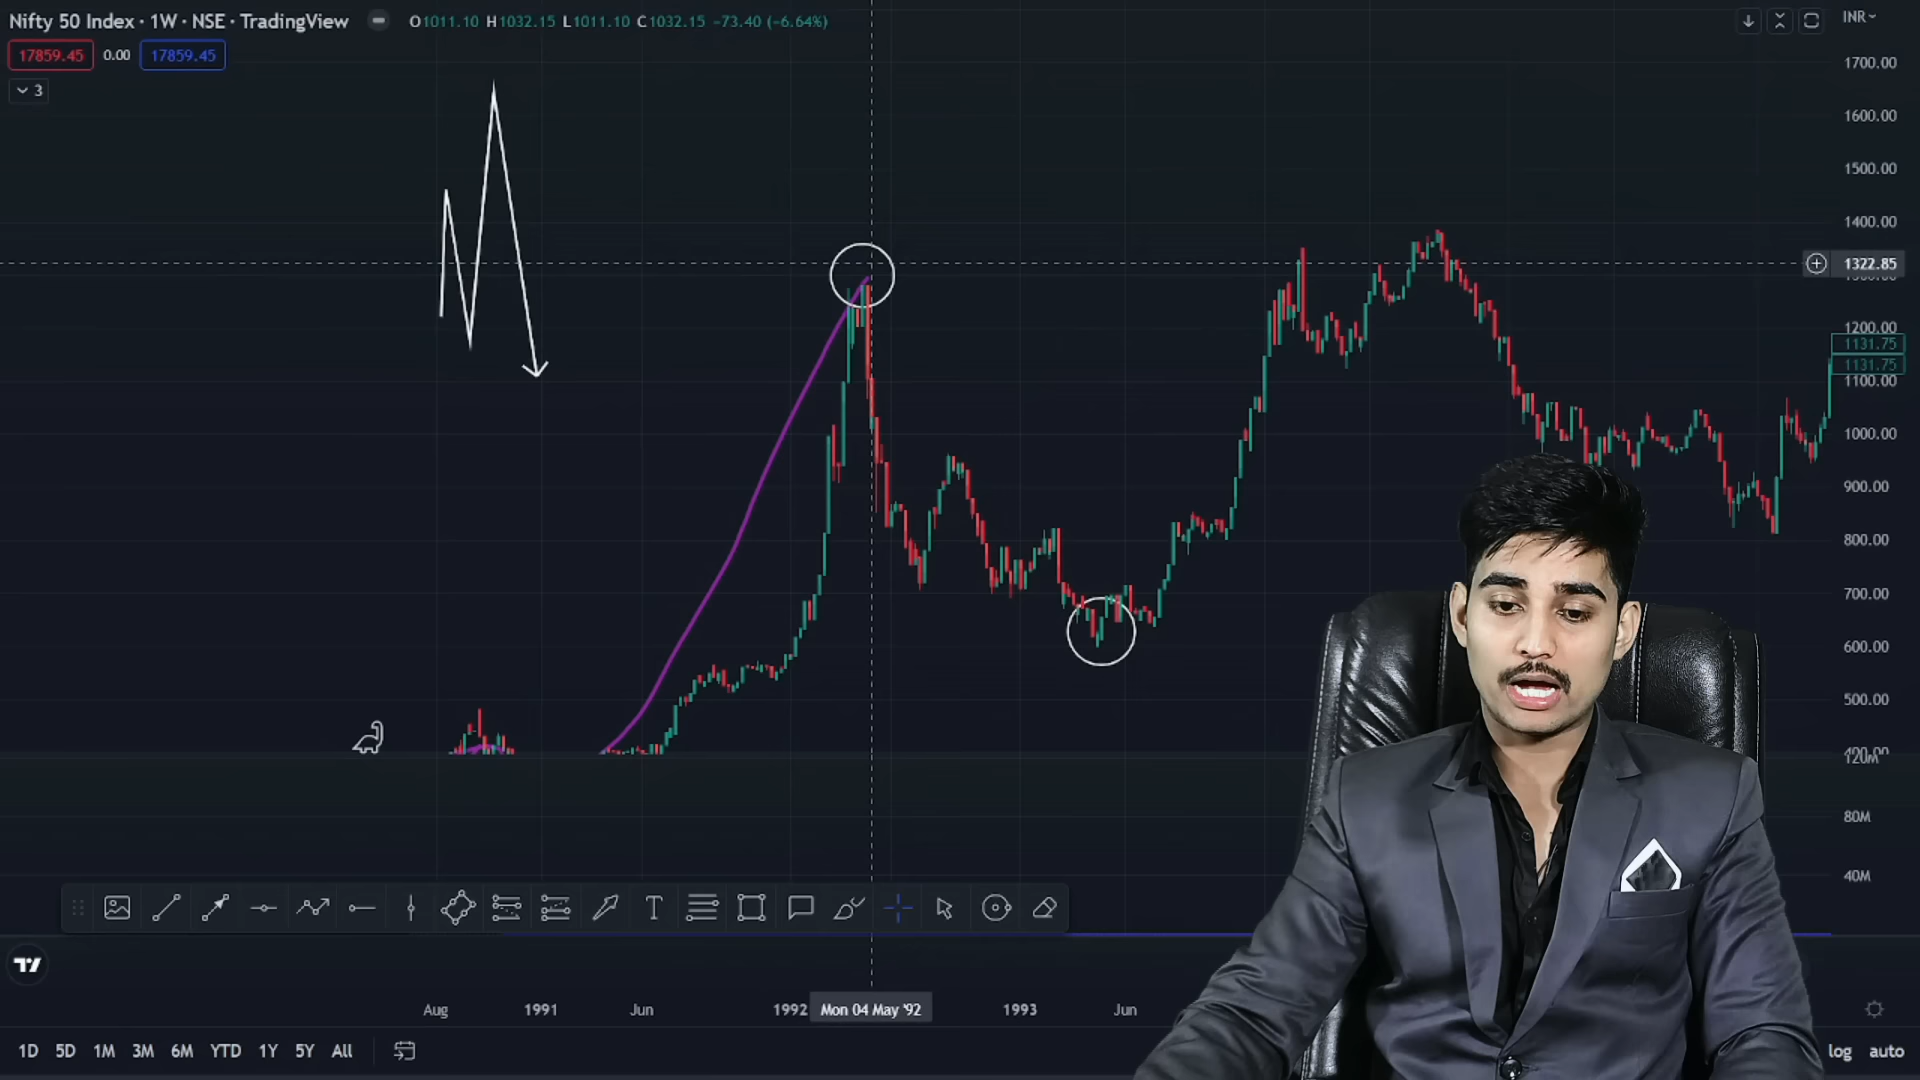 Nifty 50 Index · 1W · NSE · TradingView O1011.10 H1032.15 L1011.10 C1032.15 -73.40 (-6.64%)
INR
17859.45 0.00 17859.45
3
1700.00
1600.00
1500.00
1400.00
1322.85
1200.00
1131.75
1131.75
1100.00
1000.00
900.00
800.00
700.00
600.00
500.00
120M
80M
40M
T
Aug 1991 Jun 1992 Mon 04 May '92 1993 Jun
1D 5D 1M 3M 6M YTD 1Y 5Y All
log auto